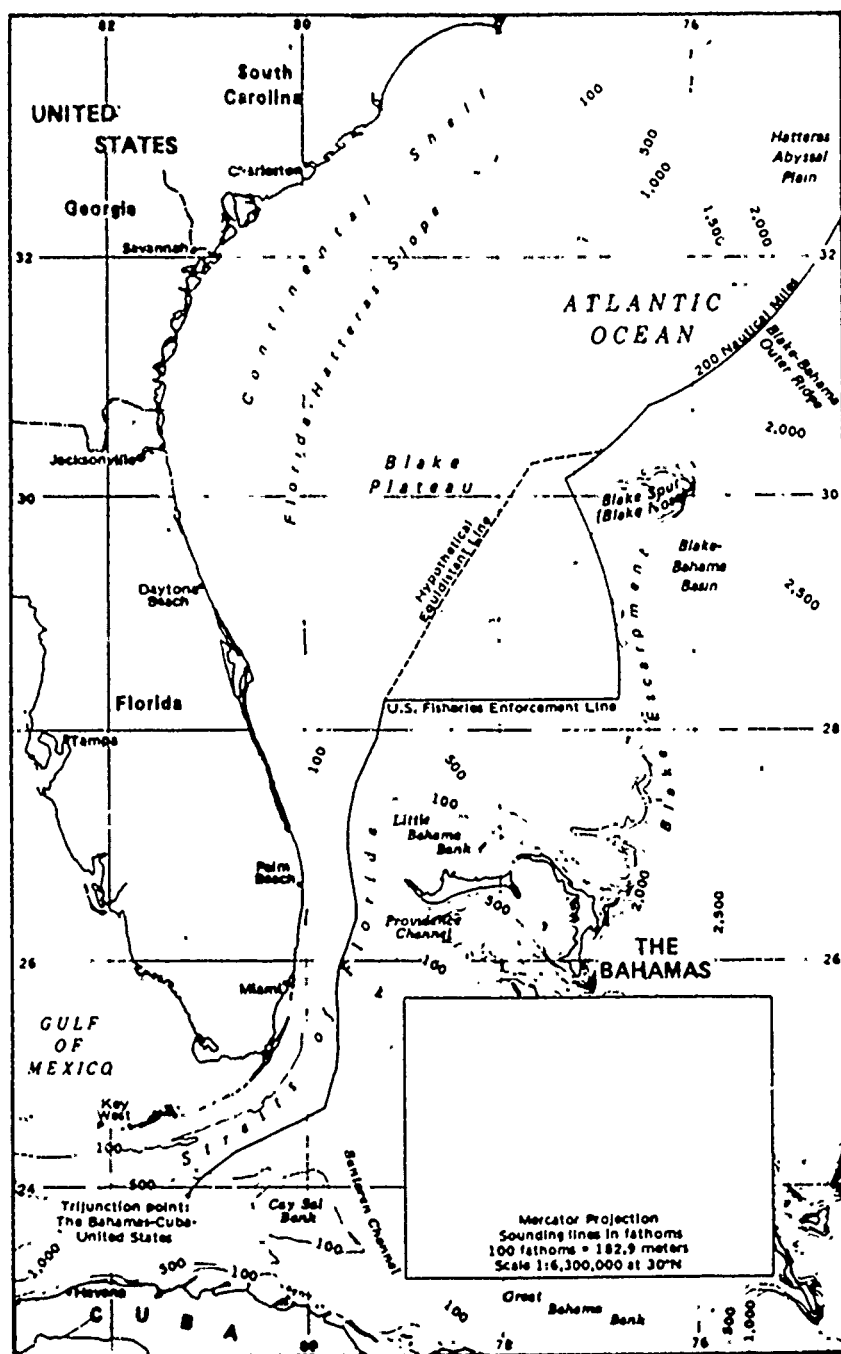 82
80
76
South
Carolina
UNITED
STATES
Charleston
Georgia
Savannah
Continental Shelf
Florida-Hatteras Slope
100
500
1,000
1,500
2,000
Hatteras
Abyssal
Plain
32
32
ATLANTIC
OCEAN
200 Nautical Miles
Blake-Bahama
Outer Ridge
2,000
Jacksonville
Blake
Plateau
30
30
Blake Spur
(Blake Nose)
Hypothetical
Equidistant Line
Blake-
Bahama
Basin
2,500
Daytona
Beach
Blake Escarpment
Florida
U.S. Fisheries Enforcement Line
28
28
Tampa
100
500
100
Little
Bahama
Bank
Palm
Beach
500
2,000
2,500
Providence
Channel
Straits of Florida
100
THE
BAHAMAS
26
26
Miami
GULF
OF
MEXICO
Key
West
100
500
24
24
Trijunction point:
The Bahamas-Cuba-
United States
Cay Sal
Bank
Santaren Channel
100
Mercator Projection
Sounding lines in fathoms
100 fathoms = 182.9 meters
Scale 1:6,300,000 at 30°N
1,000
500
100
Havana
CUBA
100
Great
Bahama
Bank
500
1,000
80
78
76